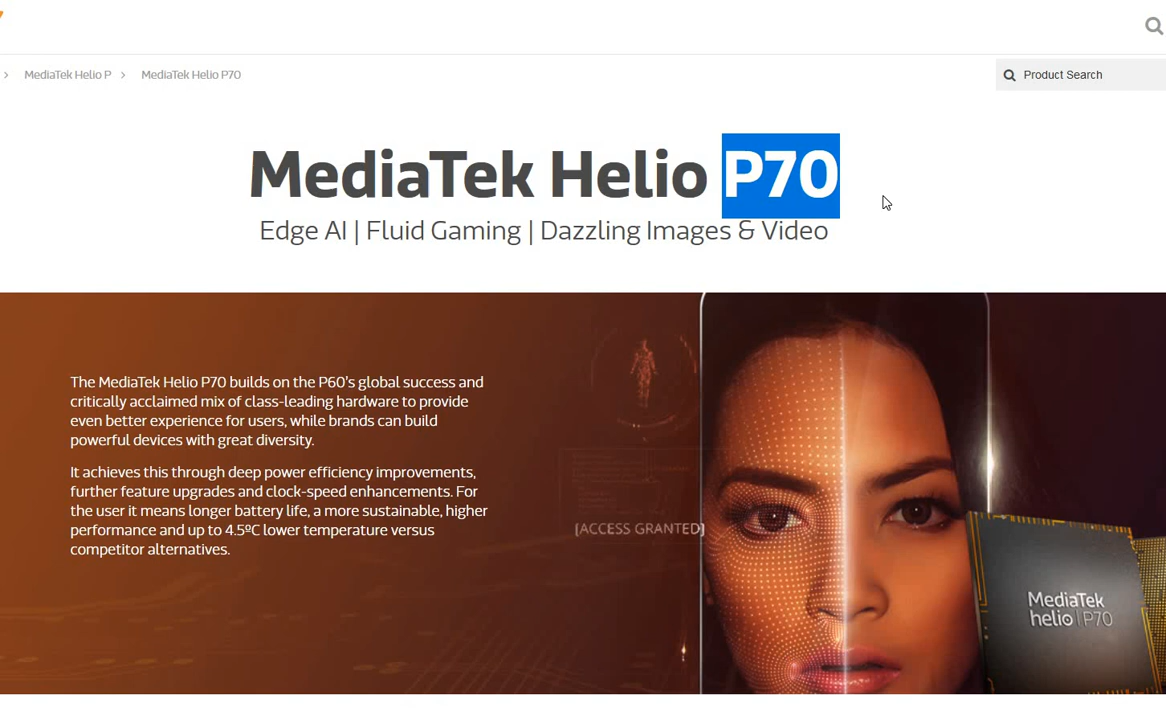 MediaTek Helio P
MediaTek Helio P70
Product Search
MediaTek Helio P70
Edge AI | Fluid Gaming | Dazzling Images & Video
The MediaTek Helio P70 builds on the P60's global success and
critically acclaimed mix of class-leading hardware to provide
even better experience for users, while brands can build
powerful devices with great diversity.
It achieves this through deep power efficiency improvements,
further feature upgrades and clock-speed enhancements. For
the user it means longer battery life, a more sustainable, higher
performance and up to 4.5ºC lower temperature versus
competitor alternatives.
[ACCESS GRANTED]
MediaTek
helio | P70